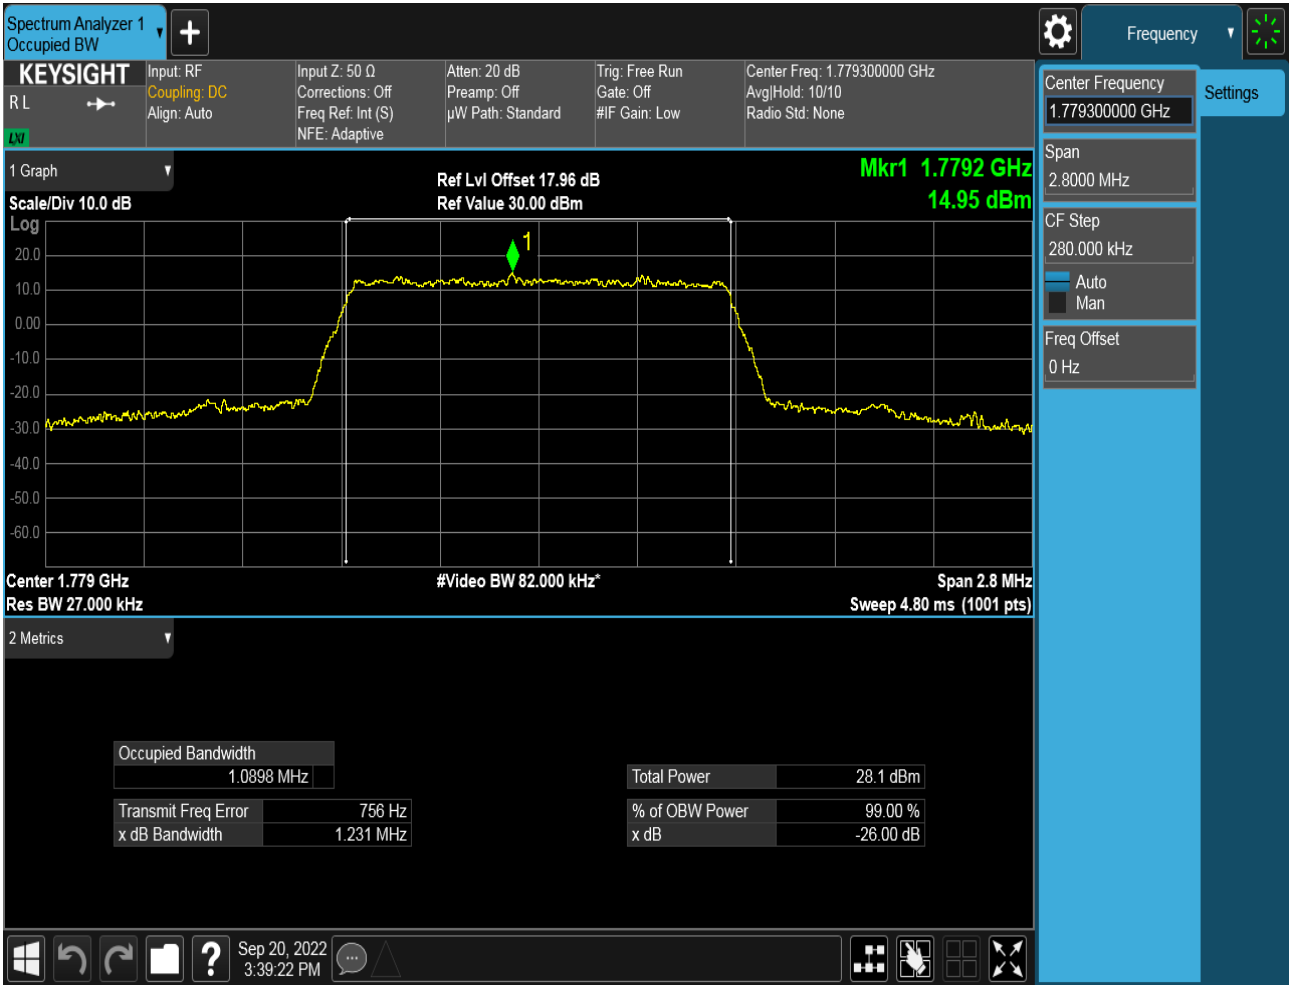 Spectrum Analyzer 1
Occupied BW
Frequency
KEYSIGHT
R L
LXI
Input: RF
Coupling: DC
Align: Auto
Input Z: 50 Ω
Corrections: Off
Freq Ref: Int (S)
NFE: Adaptive
Atten: 20 dB
Preamp: Off
µW Path: Standard
Trig: Free Run
Gate: Off
#IF Gain: Low
Center Freq: 1.779300000 GHz
Avg|Hold: 10/10
Radio Std: None
Center Frequency
1.779300000 GHz
Settings
Span
2.8000 MHz
CF Step
280.000 kHz
Auto
Man
Freq Offset
0 Hz
1 Graph
Scale/Div 10.0 dB
Log
Ref Lvl Offset 17.96 dB
Ref Value 30.00 dBm
Mkr1 1.7792 GHz
14.95 dBm
1
20.0
10.0
0.00
-10.0
-20.0
-30.0
-40.0
-50.0
-60.0
Center 1.779 GHz
#Video BW 82.000 kHz*
Span 2.8 MHz
Res BW 27.000 kHz
Sweep 4.80 ms (1001 pts)
2 Metrics
Occupied Bandwidth
1.0898 MHz
Total Power 28.1 dBm
Transmit Freq Error 756 Hz
% of OBW Power 99.00 %
x dB Bandwidth 1.231 MHz
x dB -26.00 dB
?
Sep 20, 2022
3:39:22 PM